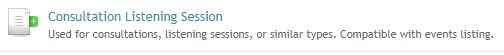 Consultation Listening Session
Used for consultations, listening sessions, or similar types. Compatible with events listing.